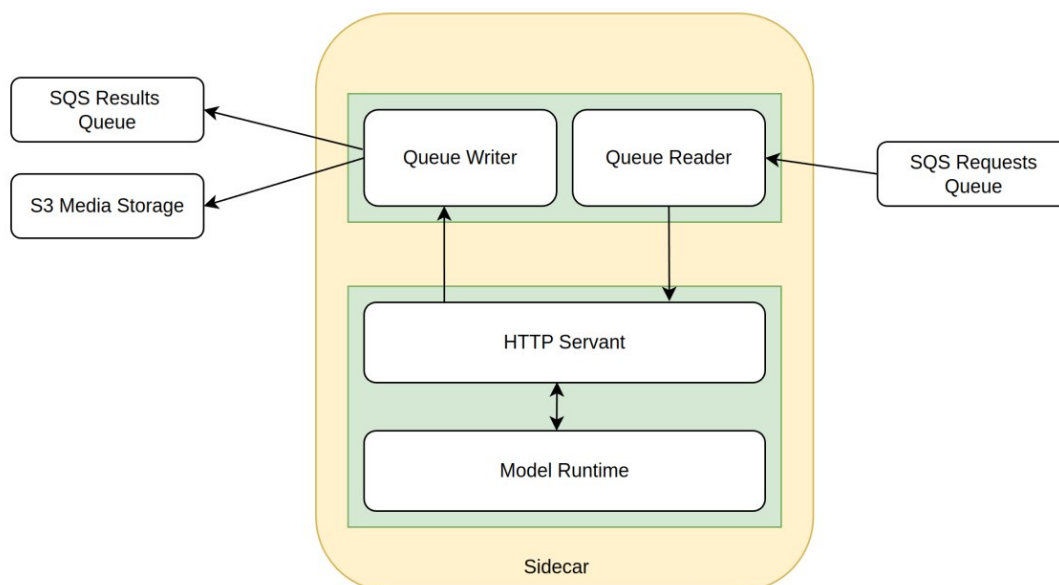 SQS Results
Queue
S3 Media Storage
Queue Writer
Queue Reader
SQS Requests
Queue
HTTP Servant
Model Runtime
Sidecar